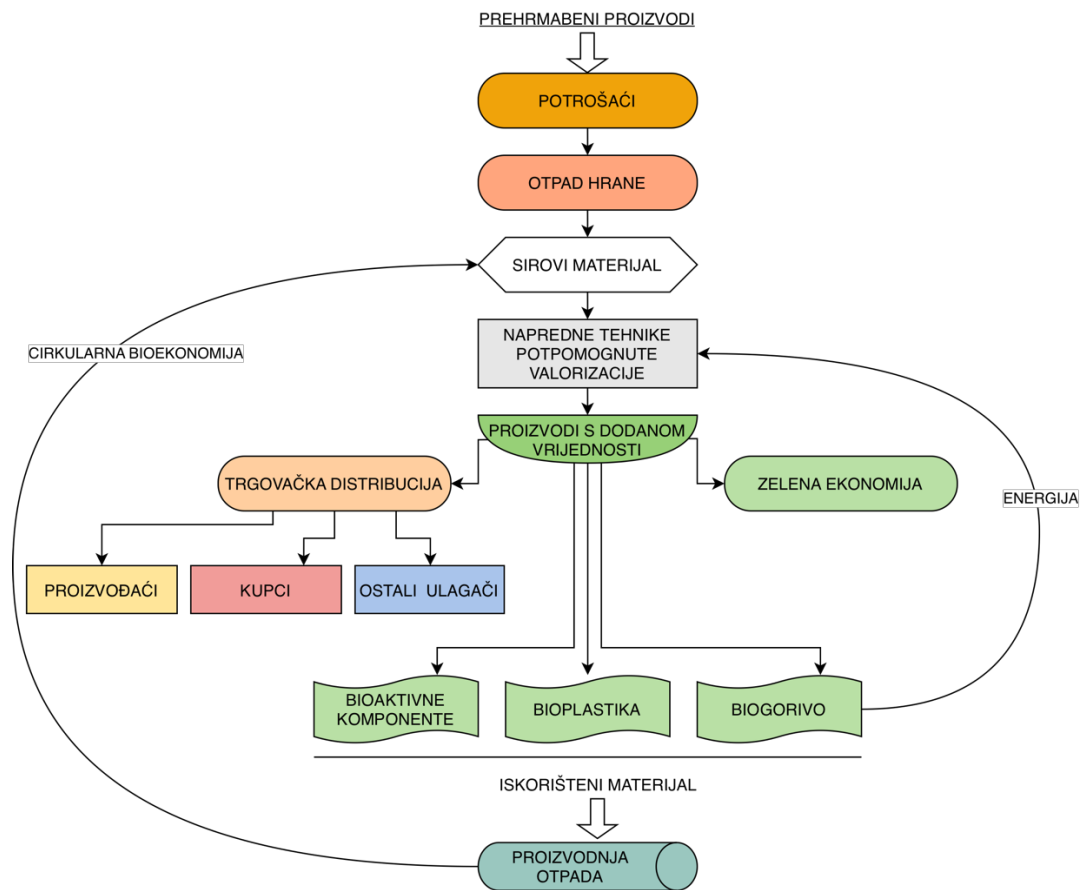 PREHRMABENI PROIZVODI
POTROŠAĆI
OTPAD HRANE
SIROVI MATERIJAL
NAPREDNE TEHNIKE
POTPOMOGNUTE
VALORIZACIJE
CIRKULARNA BIOEKONOMIJA
PROIZVODI S DODANOM
VRIJEDNOSTI
TRGOVAČKA DISTRIBUCIJA
ZELENA EKONOMIJA
ENERGIJA
PROIZVOĐAĆI
KUPCI
OSTALI ULAGAČI
BIOAKTIVNE
KOMPONENTE
BIOPLASTIKA
BIOGORIVO
ISKORIŠTENI MATERIJAL
PROIZVODNJA
OTPADA